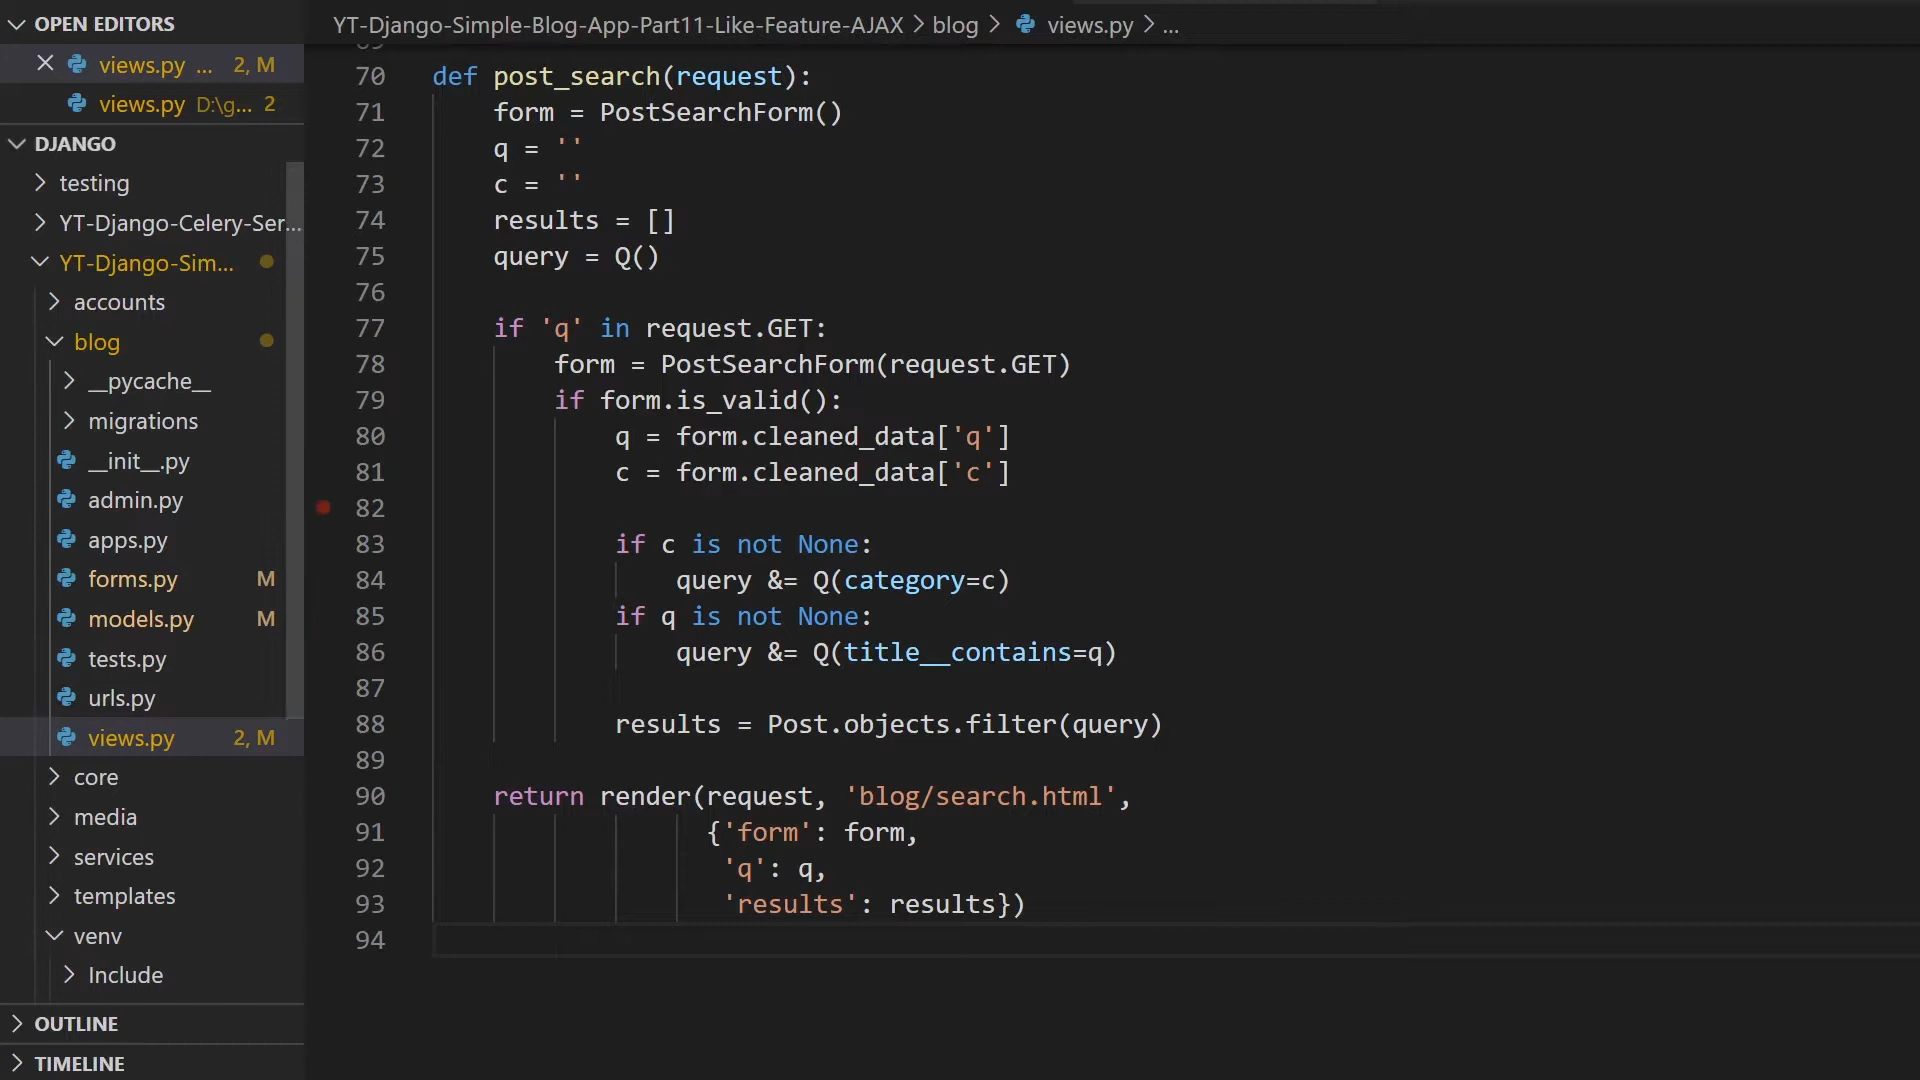 OPEN EDITORS
views.py ... 2, M
views.py D:\g... 2
DJANGO
testing
YT-Django-Celery-Ser...
YT-Django-Sim...
accounts
blog
__pycache__
migrations
__init__.py
admin.py
apps.py
forms.py M
models.py M
tests.py
urls.py
views.py 2, M
core
media
services
templates
venv
Include
OUTLINE
TIMELINE
YT-Django-Simple-Blog-App-Part11-Like-Feature-AJAX > blog > views.py > ...
69
70 def post_search(request):
71 form = PostSearchForm()
72 q = ''
73 c = ''
74 results = []
75 query = Q()
76
77 if 'q' in request.GET:
78 form = PostSearchForm(request.GET)
79 if form.is_valid():
80 q = form.cleaned_data['q']
81 c = form.cleaned_data['c']
82
83 if c is not None:
84 query &= Q(category=c)
85 if q is not None:
86 query &= Q(title__contains=q)
87
88 results = Post.objects.filter(query)
89
90 return render(request, 'blog/search.html',
91 {'form': form,
92 'q': q,
93 'results': results})
94